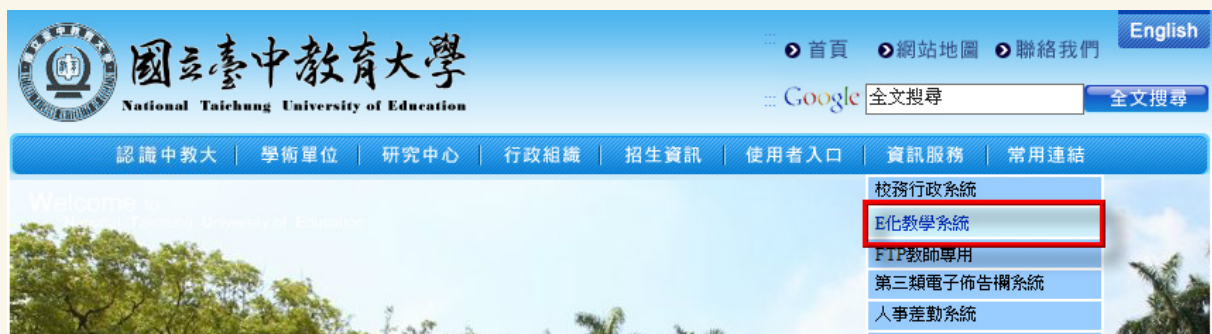 English
國立臺中教育大學
National Taichung University of Education
首頁 網站地圖 聯絡我們
Google 全文搜尋 全文搜尋
認識中教大 | 學術單位 | 研究中心 | 行政組織 | 招生資訊 | 使用者入口 | 資訊服務 | 常用連結
校務行政系統
Welcome to
National Taichung University of Education
E化教學系統
FTP教師專用
第三類電子佈告欄系統
人事差勤系統